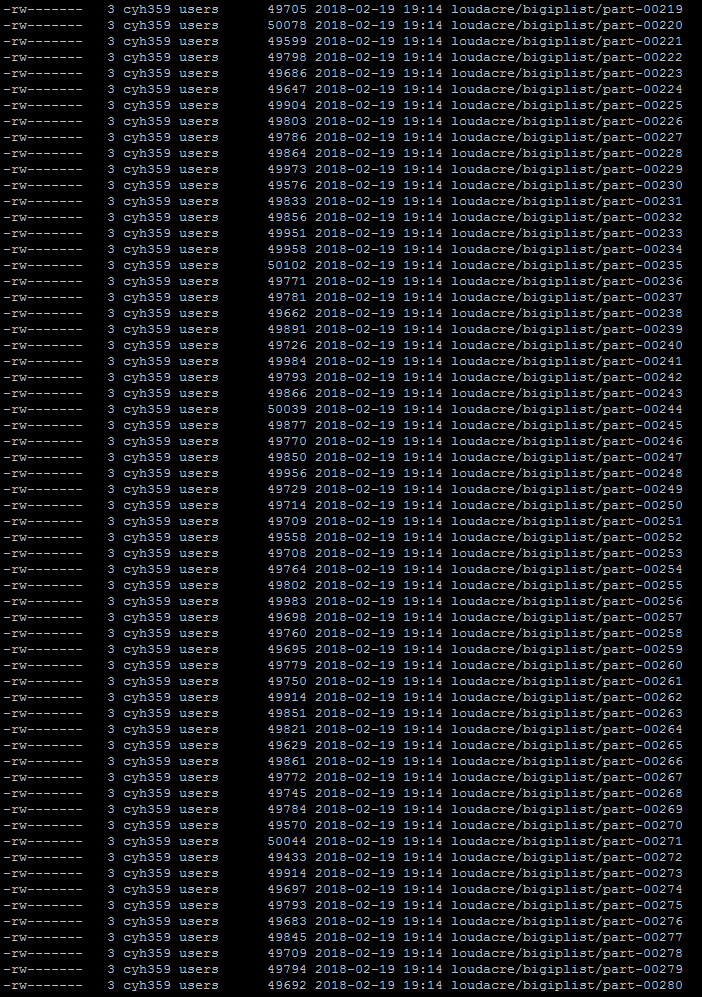 -rw-------   3 cyh359 users      49705 2018-02-19 19:14 loudacre/bigiplist/part-00219
-rw-------   3 cyh359 users      50078 2018-02-19 19:14 loudacre/bigiplist/part-00220
-rw-------   3 cyh359 users      49599 2018-02-19 19:14 loudacre/bigiplist/part-00221
-rw-------   3 cyh359 users      49798 2018-02-19 19:14 loudacre/bigiplist/part-00222
-rw-------   3 cyh359 users      49686 2018-02-19 19:14 loudacre/bigiplist/part-00223
-rw-------   3 cyh359 users      49647 2018-02-19 19:14 loudacre/bigiplist/part-00224
-rw-------   3 cyh359 users      49904 2018-02-19 19:14 loudacre/bigiplist/part-00225
-rw-------   3 cyh359 users      49803 2018-02-19 19:14 loudacre/bigiplist/part-00226
-rw-------   3 cyh359 users      49786 2018-02-19 19:14 loudacre/bigiplist/part-00227
-rw-------   3 cyh359 users      49864 2018-02-19 19:14 loudacre/bigiplist/part-00228
-rw-------   3 cyh359 users      49973 2018-02-19 19:14 loudacre/bigiplist/part-00229
-rw-------   3 cyh359 users      49576 2018-02-19 19:14 loudacre/bigiplist/part-00230
-rw-------   3 cyh359 users      49833 2018-02-19 19:14 loudacre/bigiplist/part-00231
-rw-------   3 cyh359 users      49856 2018-02-19 19:14 loudacre/bigiplist/part-00232
-rw-------   3 cyh359 users      49951 2018-02-19 19:14 loudacre/bigiplist/part-00233
-rw-------   3 cyh359 users      49958 2018-02-19 19:14 loudacre/bigiplist/part-00234
-rw-------   3 cyh359 users      50102 2018-02-19 19:14 loudacre/bigiplist/part-00235
-rw-------   3 cyh359 users      49771 2018-02-19 19:14 loudacre/bigiplist/part-00236
-rw-------   3 cyh359 users      49781 2018-02-19 19:14 loudacre/bigiplist/part-00237
-rw-------   3 cyh359 users      49662 2018-02-19 19:14 loudacre/bigiplist/part-00238
-rw-------   3 cyh359 users      49891 2018-02-19 19:14 loudacre/bigiplist/part-00239
-rw-------   3 cyh359 users      49726 2018-02-19 19:14 loudacre/bigiplist/part-00240
-rw-------   3 cyh359 users      49984 2018-02-19 19:14 loudacre/bigiplist/part-00241
-rw-------   3 cyh359 users      49793 2018-02-19 19:14 loudacre/bigiplist/part-00242
-rw-------   3 cyh359 users      49866 2018-02-19 19:14 loudacre/bigiplist/part-00243
-rw-------   3 cyh359 users      50039 2018-02-19 19:14 loudacre/bigiplist/part-00244
-rw-------   3 cyh359 users      49877 2018-02-19 19:14 loudacre/bigiplist/part-00245
-rw-------   3 cyh359 users      49770 2018-02-19 19:14 loudacre/bigiplist/part-00246
-rw-------   3 cyh359 users      49850 2018-02-19 19:14 loudacre/bigiplist/part-00247
-rw-------   3 cyh359 users      49956 2018-02-19 19:14 loudacre/bigiplist/part-00248
-rw-------   3 cyh359 users      49729 2018-02-19 19:14 loudacre/bigiplist/part-00249
-rw-------   3 cyh359 users      49714 2018-02-19 19:14 loudacre/bigiplist/part-00250
-rw-------   3 cyh359 users      49709 2018-02-19 19:14 loudacre/bigiplist/part-00251
-rw-------   3 cyh359 users      49558 2018-02-19 19:14 loudacre/bigiplist/part-00252
-rw-------   3 cyh359 users      49708 2018-02-19 19:14 loudacre/bigiplist/part-00253
-rw-------   3 cyh359 users      49764 2018-02-19 19:14 loudacre/bigiplist/part-00254
-rw-------   3 cyh359 users      49802 2018-02-19 19:14 loudacre/bigiplist/part-00255
-rw-------   3 cyh359 users      49983 2018-02-19 19:14 loudacre/bigiplist/part-00256
-rw-------   3 cyh359 users      49698 2018-02-19 19:14 loudacre/bigiplist/part-00257
-rw-------   3 cyh359 users      49760 2018-02-19 19:14 loudacre/bigiplist/part-00258
-rw-------   3 cyh359 users      49695 2018-02-19 19:14 loudacre/bigiplist/part-00259
-rw-------   3 cyh359 users      49779 2018-02-19 19:14 loudacre/bigiplist/part-00260
-rw-------   3 cyh359 users      49750 2018-02-19 19:14 loudacre/bigiplist/part-00261
-rw-------   3 cyh359 users      49914 2018-02-19 19:14 loudacre/bigiplist/part-00262
-rw-------   3 cyh359 users      49851 2018-02-19 19:14 loudacre/bigiplist/part-00263
-rw-------   3 cyh359 users      49821 2018-02-19 19:14 loudacre/bigiplist/part-00264
-rw-------   3 cyh359 users      49629 2018-02-19 19:14 loudacre/bigiplist/part-00265
-rw-------   3 cyh359 users      49861 2018-02-19 19:14 loudacre/bigiplist/part-00266
-rw-------   3 cyh359 users      49772 2018-02-19 19:14 loudacre/bigiplist/part-00267
-rw-------   3 cyh359 users      49745 2018-02-19 19:14 loudacre/bigiplist/part-00268
-rw-------   3 cyh359 users      49784 2018-02-19 19:14 loudacre/bigiplist/part-00269
-rw-------   3 cyh359 users      49570 2018-02-19 19:14 loudacre/bigiplist/part-00270
-rw-------   3 cyh359 users      50044 2018-02-19 19:14 loudacre/bigiplist/part-00271
-rw-------   3 cyh359 users      49433 2018-02-19 19:14 loudacre/bigiplist/part-00272
-rw-------   3 cyh359 users      49914 2018-02-19 19:14 loudacre/bigiplist/part-00273
-rw-------   3 cyh359 users      49697 2018-02-19 19:14 loudacre/bigiplist/part-00274
-rw-------   3 cyh359 users      49793 2018-02-19 19:14 loudacre/bigiplist/part-00275
-rw-------   3 cyh359 users      49683 2018-02-19 19:14 loudacre/bigiplist/part-00276
-rw-------   3 cyh359 users      49845 2018-02-19 19:14 loudacre/bigiplist/part-00277
-rw-------   3 cyh359 users      49709 2018-02-19 19:14 loudacre/bigiplist/part-00278
-rw-------   3 cyh359 users      49794 2018-02-19 19:14 loudacre/bigiplist/part-00279
-rw-------   3 cyh359 users      49692 2018-02-19 19:14 loudacre/bigiplist/part-00280